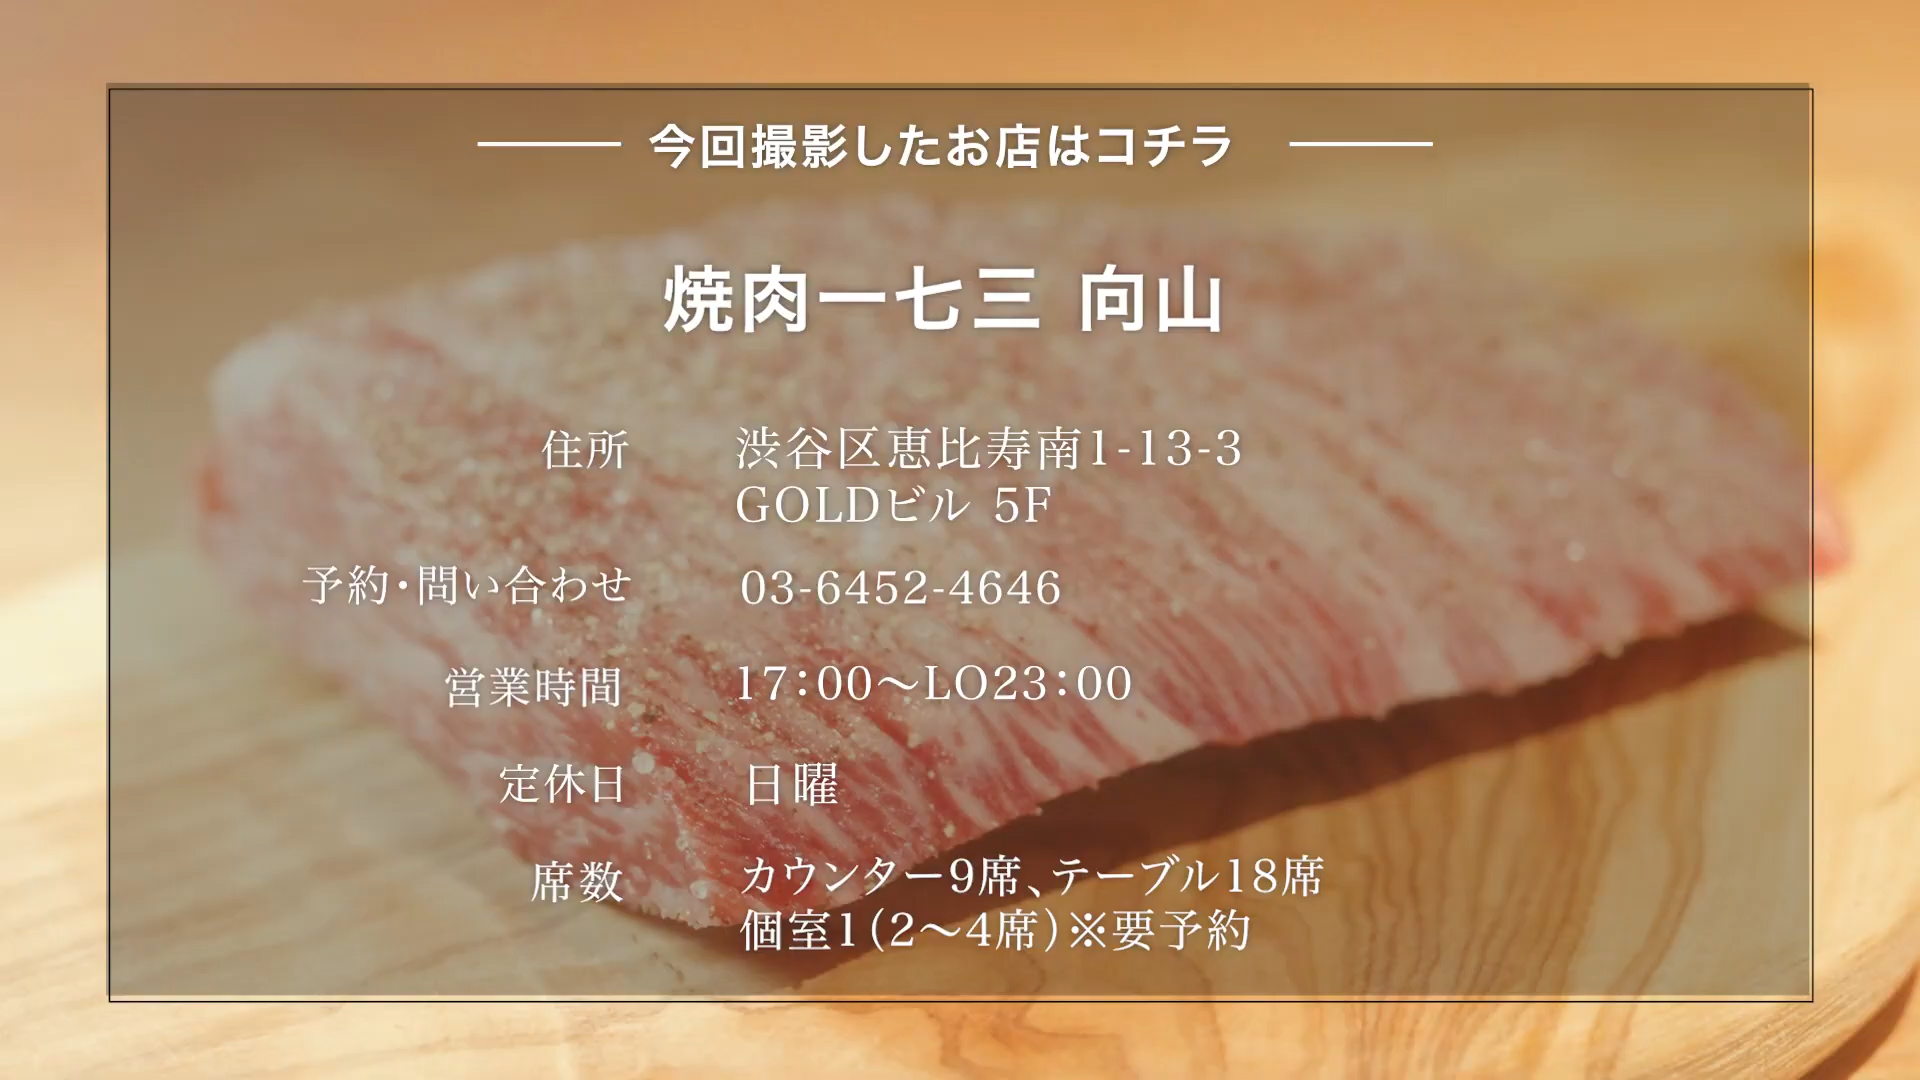 今回撮影したお店はコチラ
焼肉一七三 向山
住所 渋谷区恵比寿南1-13-3
GOLDビル 5F
予約・問い合わせ 03-6452-4646
営業時間 17:00〜LO23:00
定休日 日曜
席数 カウンター9席、テーブル18席
個室1(2〜4席)※要予約